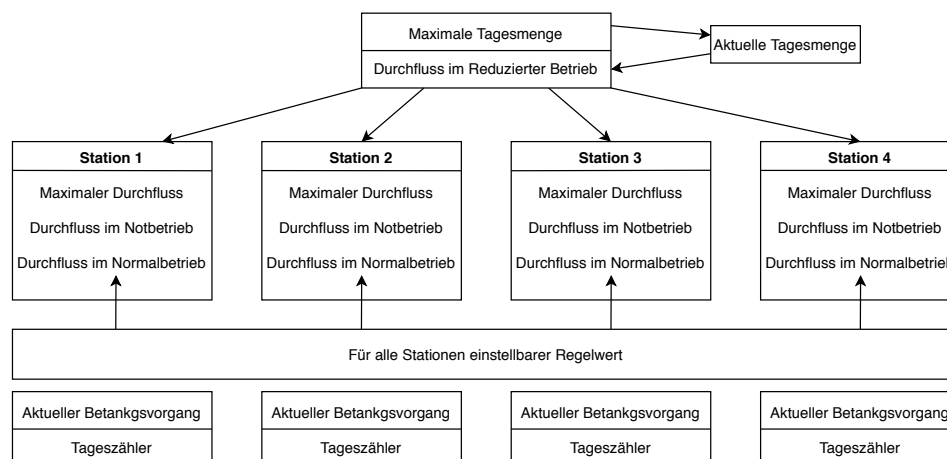 Maximale Tagesmenge
Aktuelle Tagesmenge
Durchfluss im Reduzierter Betrieb
Station 1
Station 2
Station 3
Station 4
Maximaler Durchfluss
Maximaler Durchfluss
Maximaler Durchfluss
Maximaler Durchfluss
Durchfluss im Notbetrieb
Durchfluss im Notbetrieb
Durchfluss im Notbetrieb
Durchfluss im Notbetrieb
Durchfluss im Normalbetrieb
Durchfluss im Normalbetrieb
Durchfluss im Normalbetrieb
Durchfluss im Normalbetrieb
Für alle Stationen einstellbarer Regelwert
Aktueller Betankgsvorgang
Aktueller Betankgsvorgang
Aktueller Betankgsvorgang
Aktueller Betankgsvorgang
Tageszähler
Tageszähler
Tageszähler
Tageszähler